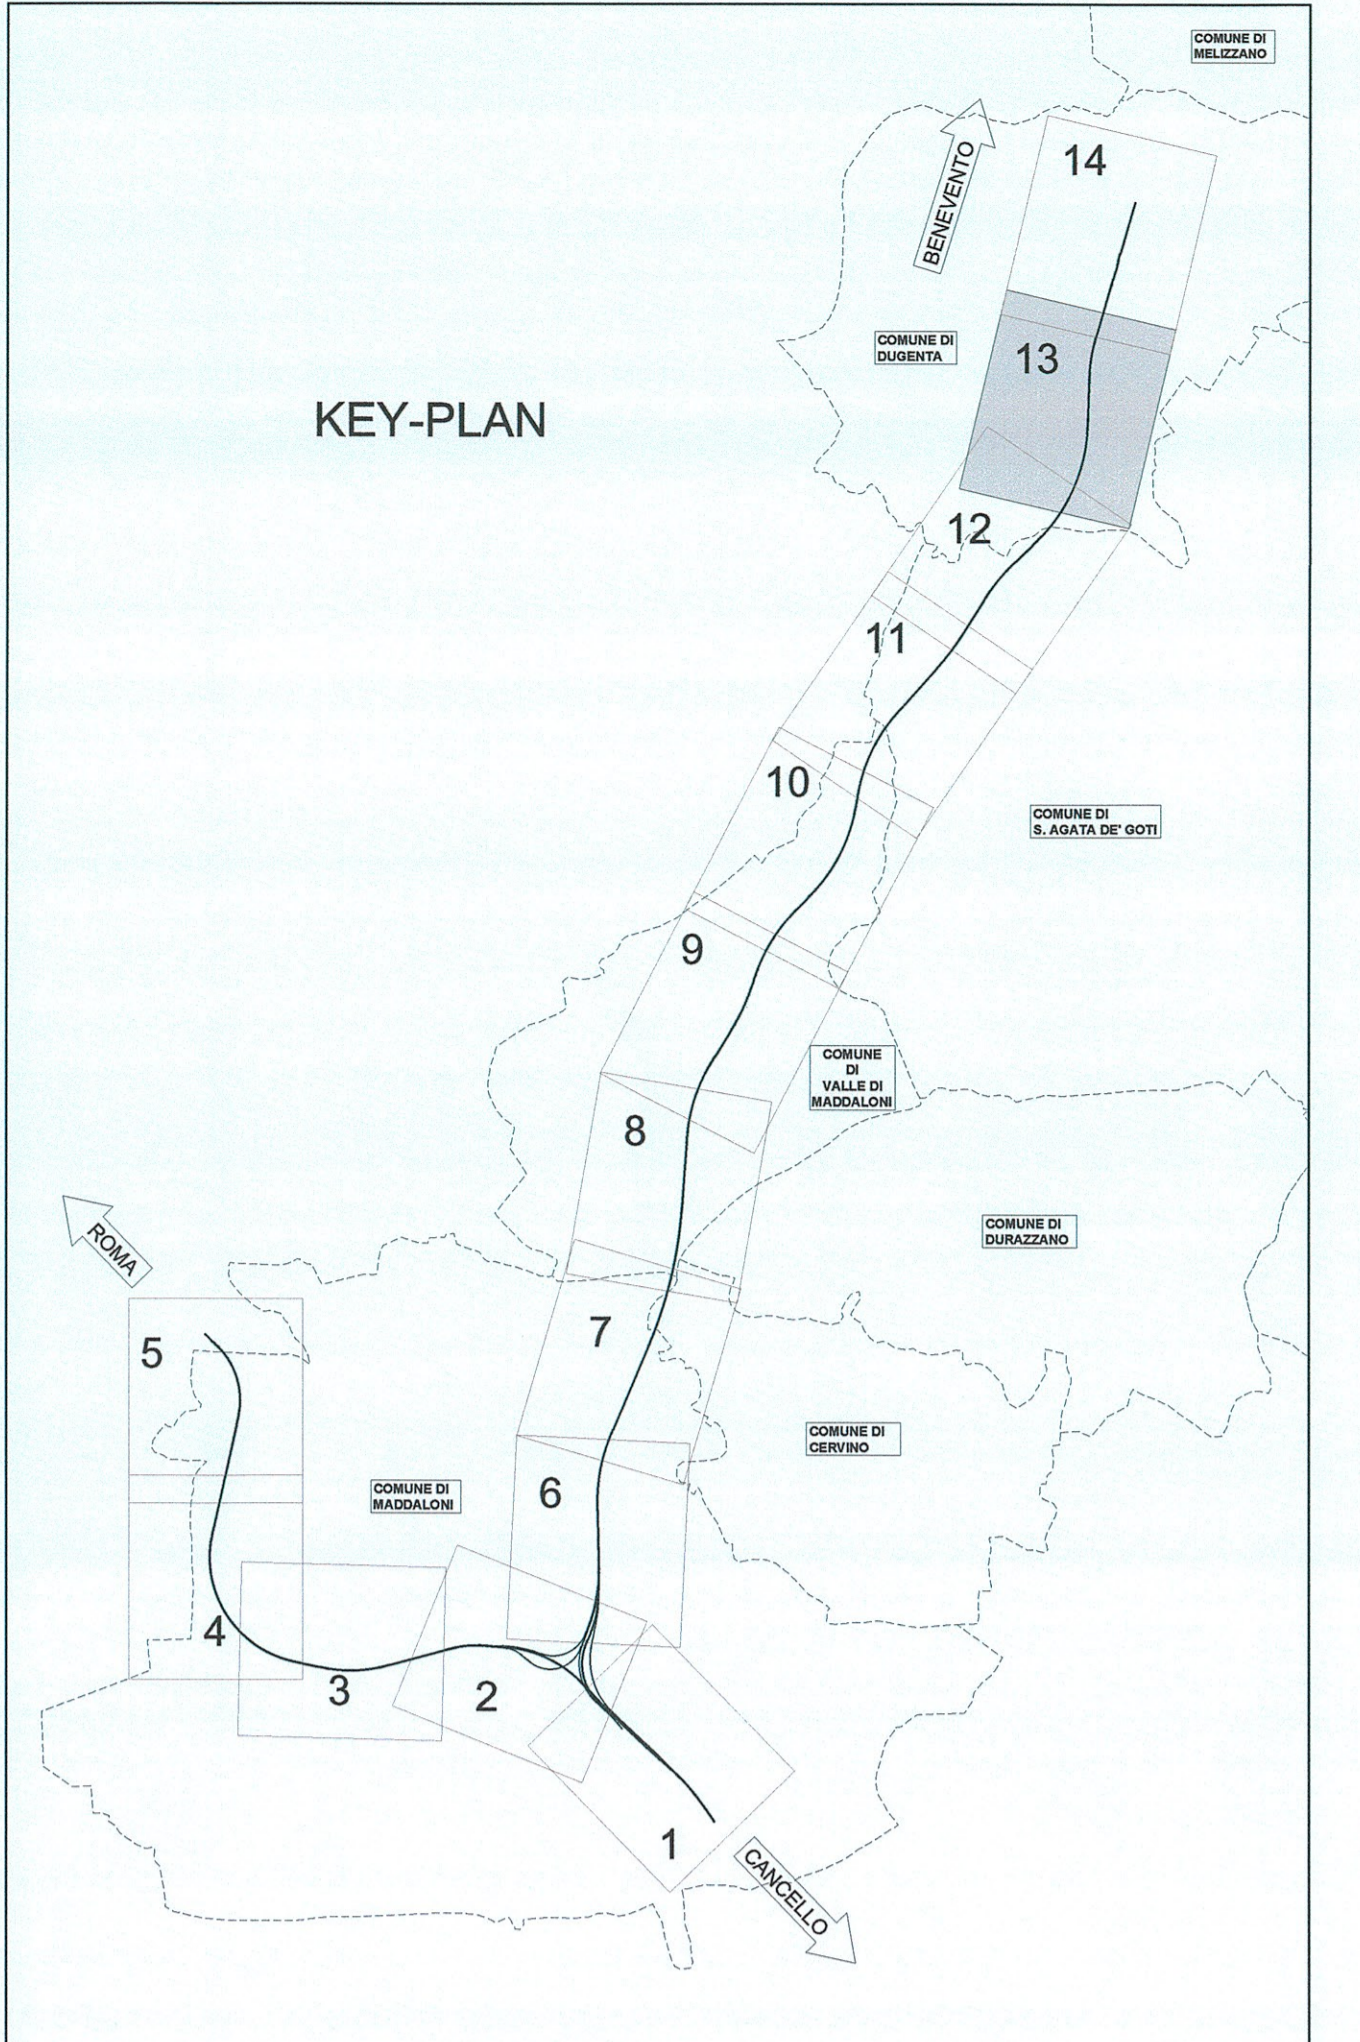 COMUNE DI
MELIZZANO
14
BENEVENTO
COMUNE DI
DUGENTA
13
KEY-PLAN
12
11
10
COMUNE DI
S. AGATA DE' GOTI
9
COMUNE
DI
VALLE DI
MADDALONI
8
COMUNE DI
DURAZZANO
ROMA
7
5
COMUNE DI
CERVINO
6
COMUNE DI
MADDALONI
4
3
2
1
CANCELLO